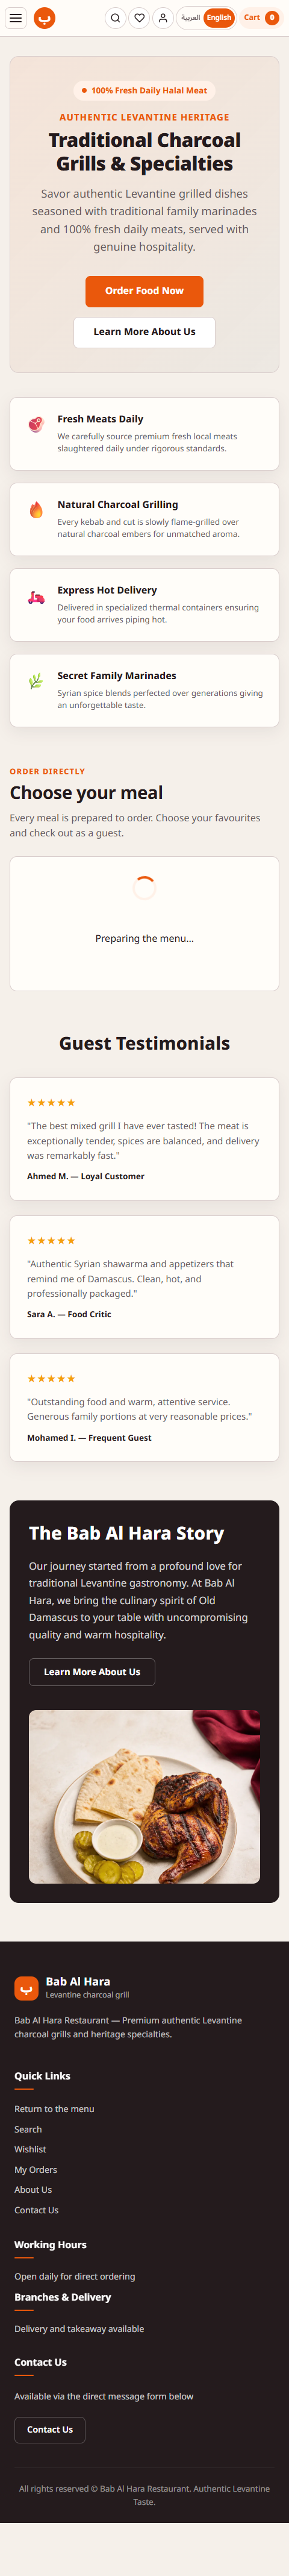 ب
العربية
English
Cart 0
100% Fresh Daily Halal Meat
AUTHENTIC LEVANTINE HERITAGE
Traditional Charcoal
Grills & Specialties
Savor authentic Levantine grilled dishes
seasoned with traditional family marinades
and 100% fresh daily meats, served with
genuine hospitality.
Order Food Now
Learn More About Us
Fresh Meats Daily
We carefully source premium fresh local meats
slaughtered daily under rigorous standards.
Natural Charcoal Grilling
Every kebab and cut is slowly flame-grilled over
natural charcoal embers for unmatched aroma.
Express Hot Delivery
Delivered in specialized thermal containers ensuring
your food arrives piping hot.
Secret Family Marinades
Syrian spice blends perfected over generations giving
an unforgettable taste.
ORDER DIRECTLY
Choose your meal
Every meal is prepared to order. Choose your favourites
and check out as a guest.
Preparing the menu...
Guest Testimonials
★★★★★
"The best mixed grill I have ever tasted! The meat is
exceptionally tender, spices are balanced, and delivery
was remarkably fast."
Ahmed M. — Loyal Customer
★★★★★
"Authentic Syrian shawarma and appetizers that
remind me of Damascus. Clean, hot, and
professionally packaged."
Sara A. — Food Critic
★★★★★
"Outstanding food and warm, attentive service.
Generous family portions at very reasonable prices."
Mohamed I. — Frequent Guest
The Bab Al Hara Story
Our journey started from a profound love for
traditional Levantine gastronomy. At Bab Al
Hara, we bring the culinary spirit of Old
Damascus to your table with uncompromising
quality and warm hospitality.
Learn More About Us
ب
Bab Al Hara
Levantine charcoal grill
Bab Al Hara Restaurant — Premium authentic Levantine
charcoal grills and heritage specialties.
Quick Links
Return to the menu
Search
Wishlist
My Orders
About Us
Contact Us
Working Hours
Open daily for direct ordering
Branches & Delivery
Delivery and takeaway available
Contact Us
Available via the direct message form below
Contact Us
All rights reserved © Bab Al Hara Restaurant. Authentic Levantine
Taste.